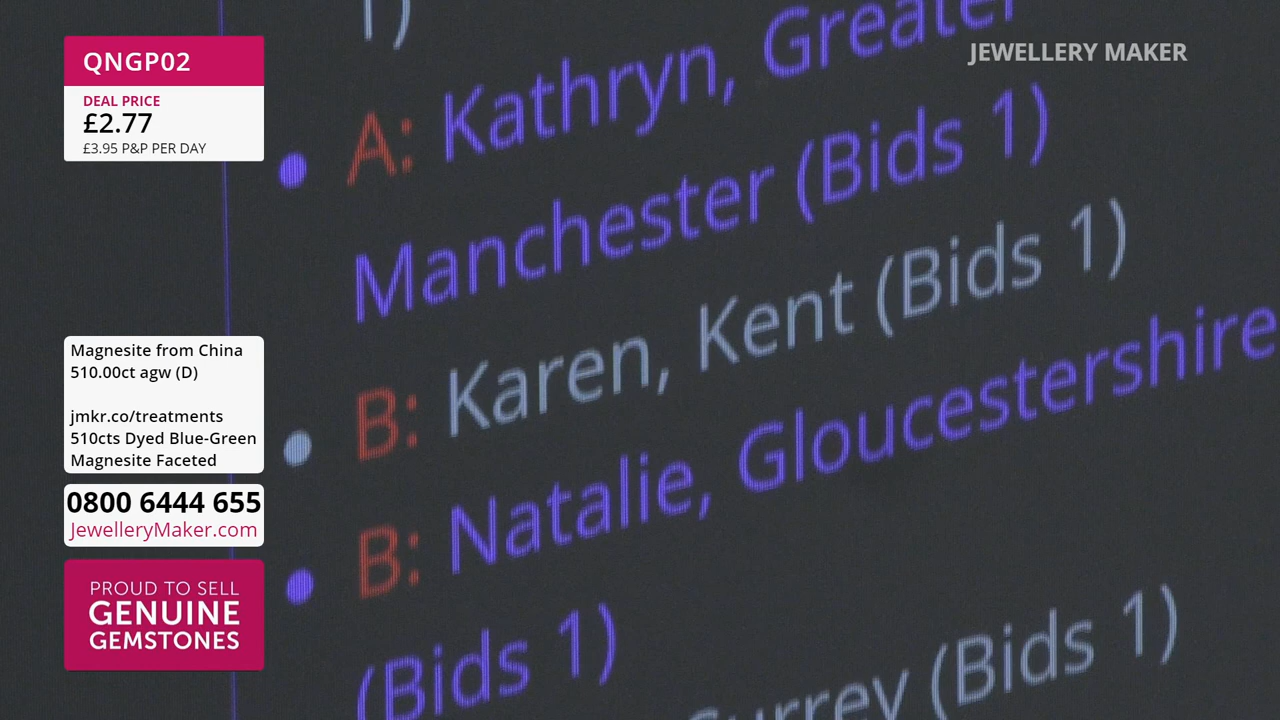 QNGP02
DEAL PRICE
£2.77
£3.95 P&P PER DAY
Magnesite from China
510.00ct agw (D)
jmkr.co/treatments
510cts Dyed Blue-Green
Magnesite Faceted
0800 6444 655
JewelleryMaker.com
PROUD TO SELL
GENUINE
GEMSTONES
JEWELLERY MAKER
1)
A: Kathryn, Greater
Manchester (Bids 1)
B: Karen, Kent (Bids 1)
B: Natalie, Gloucestershire
(Bids 1)
Surrey (Bids 1)